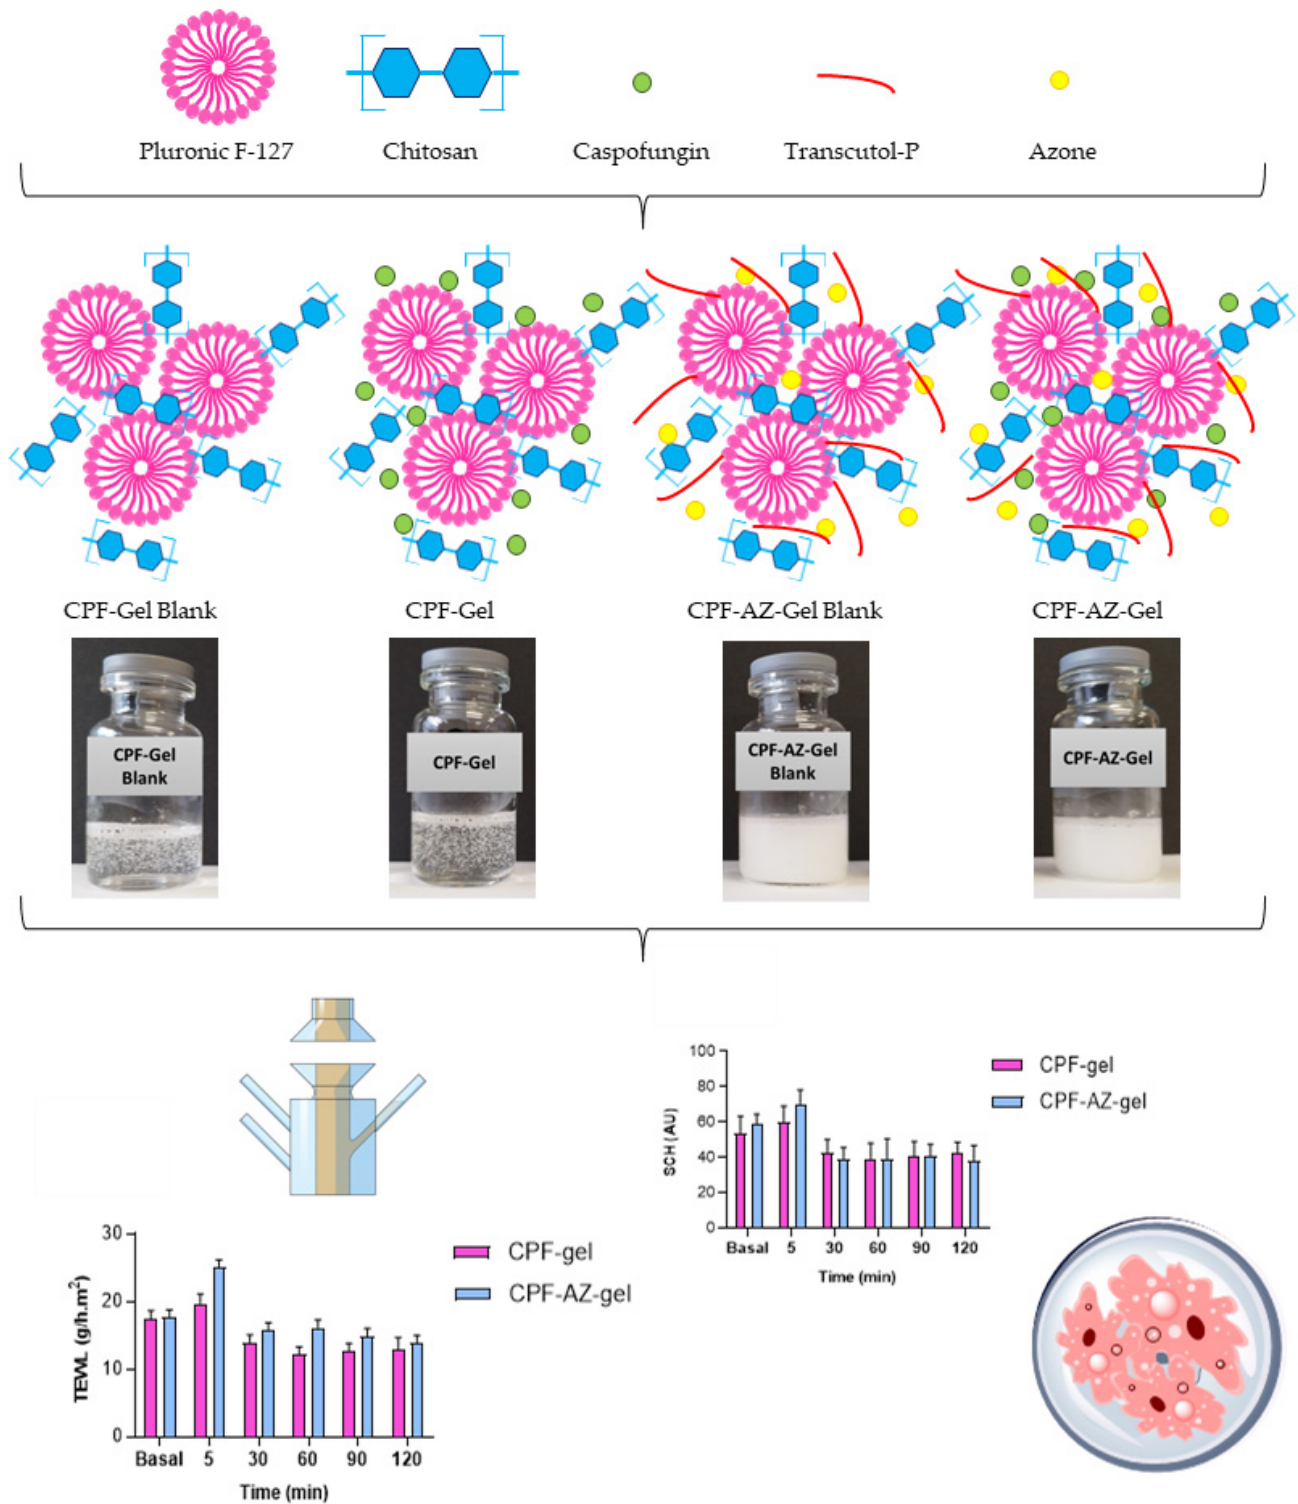 Pluronic F-127
Chitosan
Caspofungin
Transcutol-P
Azone
CPF-Gel Blank
CPF-Gel
CPF-AZ-Gel Blank
CPF-AZ-Gel
CPF-Gel
Blank
CPF-Gel
CPF-AZ-Gel
Blank
CPF-AZ-Gel
100
80
60
40
20
0
SCH (AU)
Basal 5 30 60 90 120
Time (min)
CPF-gel
CPF-AZ-gel
30
20
10
0
TEWL (g/h.m²)
Basal 5 30 60 90 120
Time (min)
CPF-gel
CPF-AZ-gel